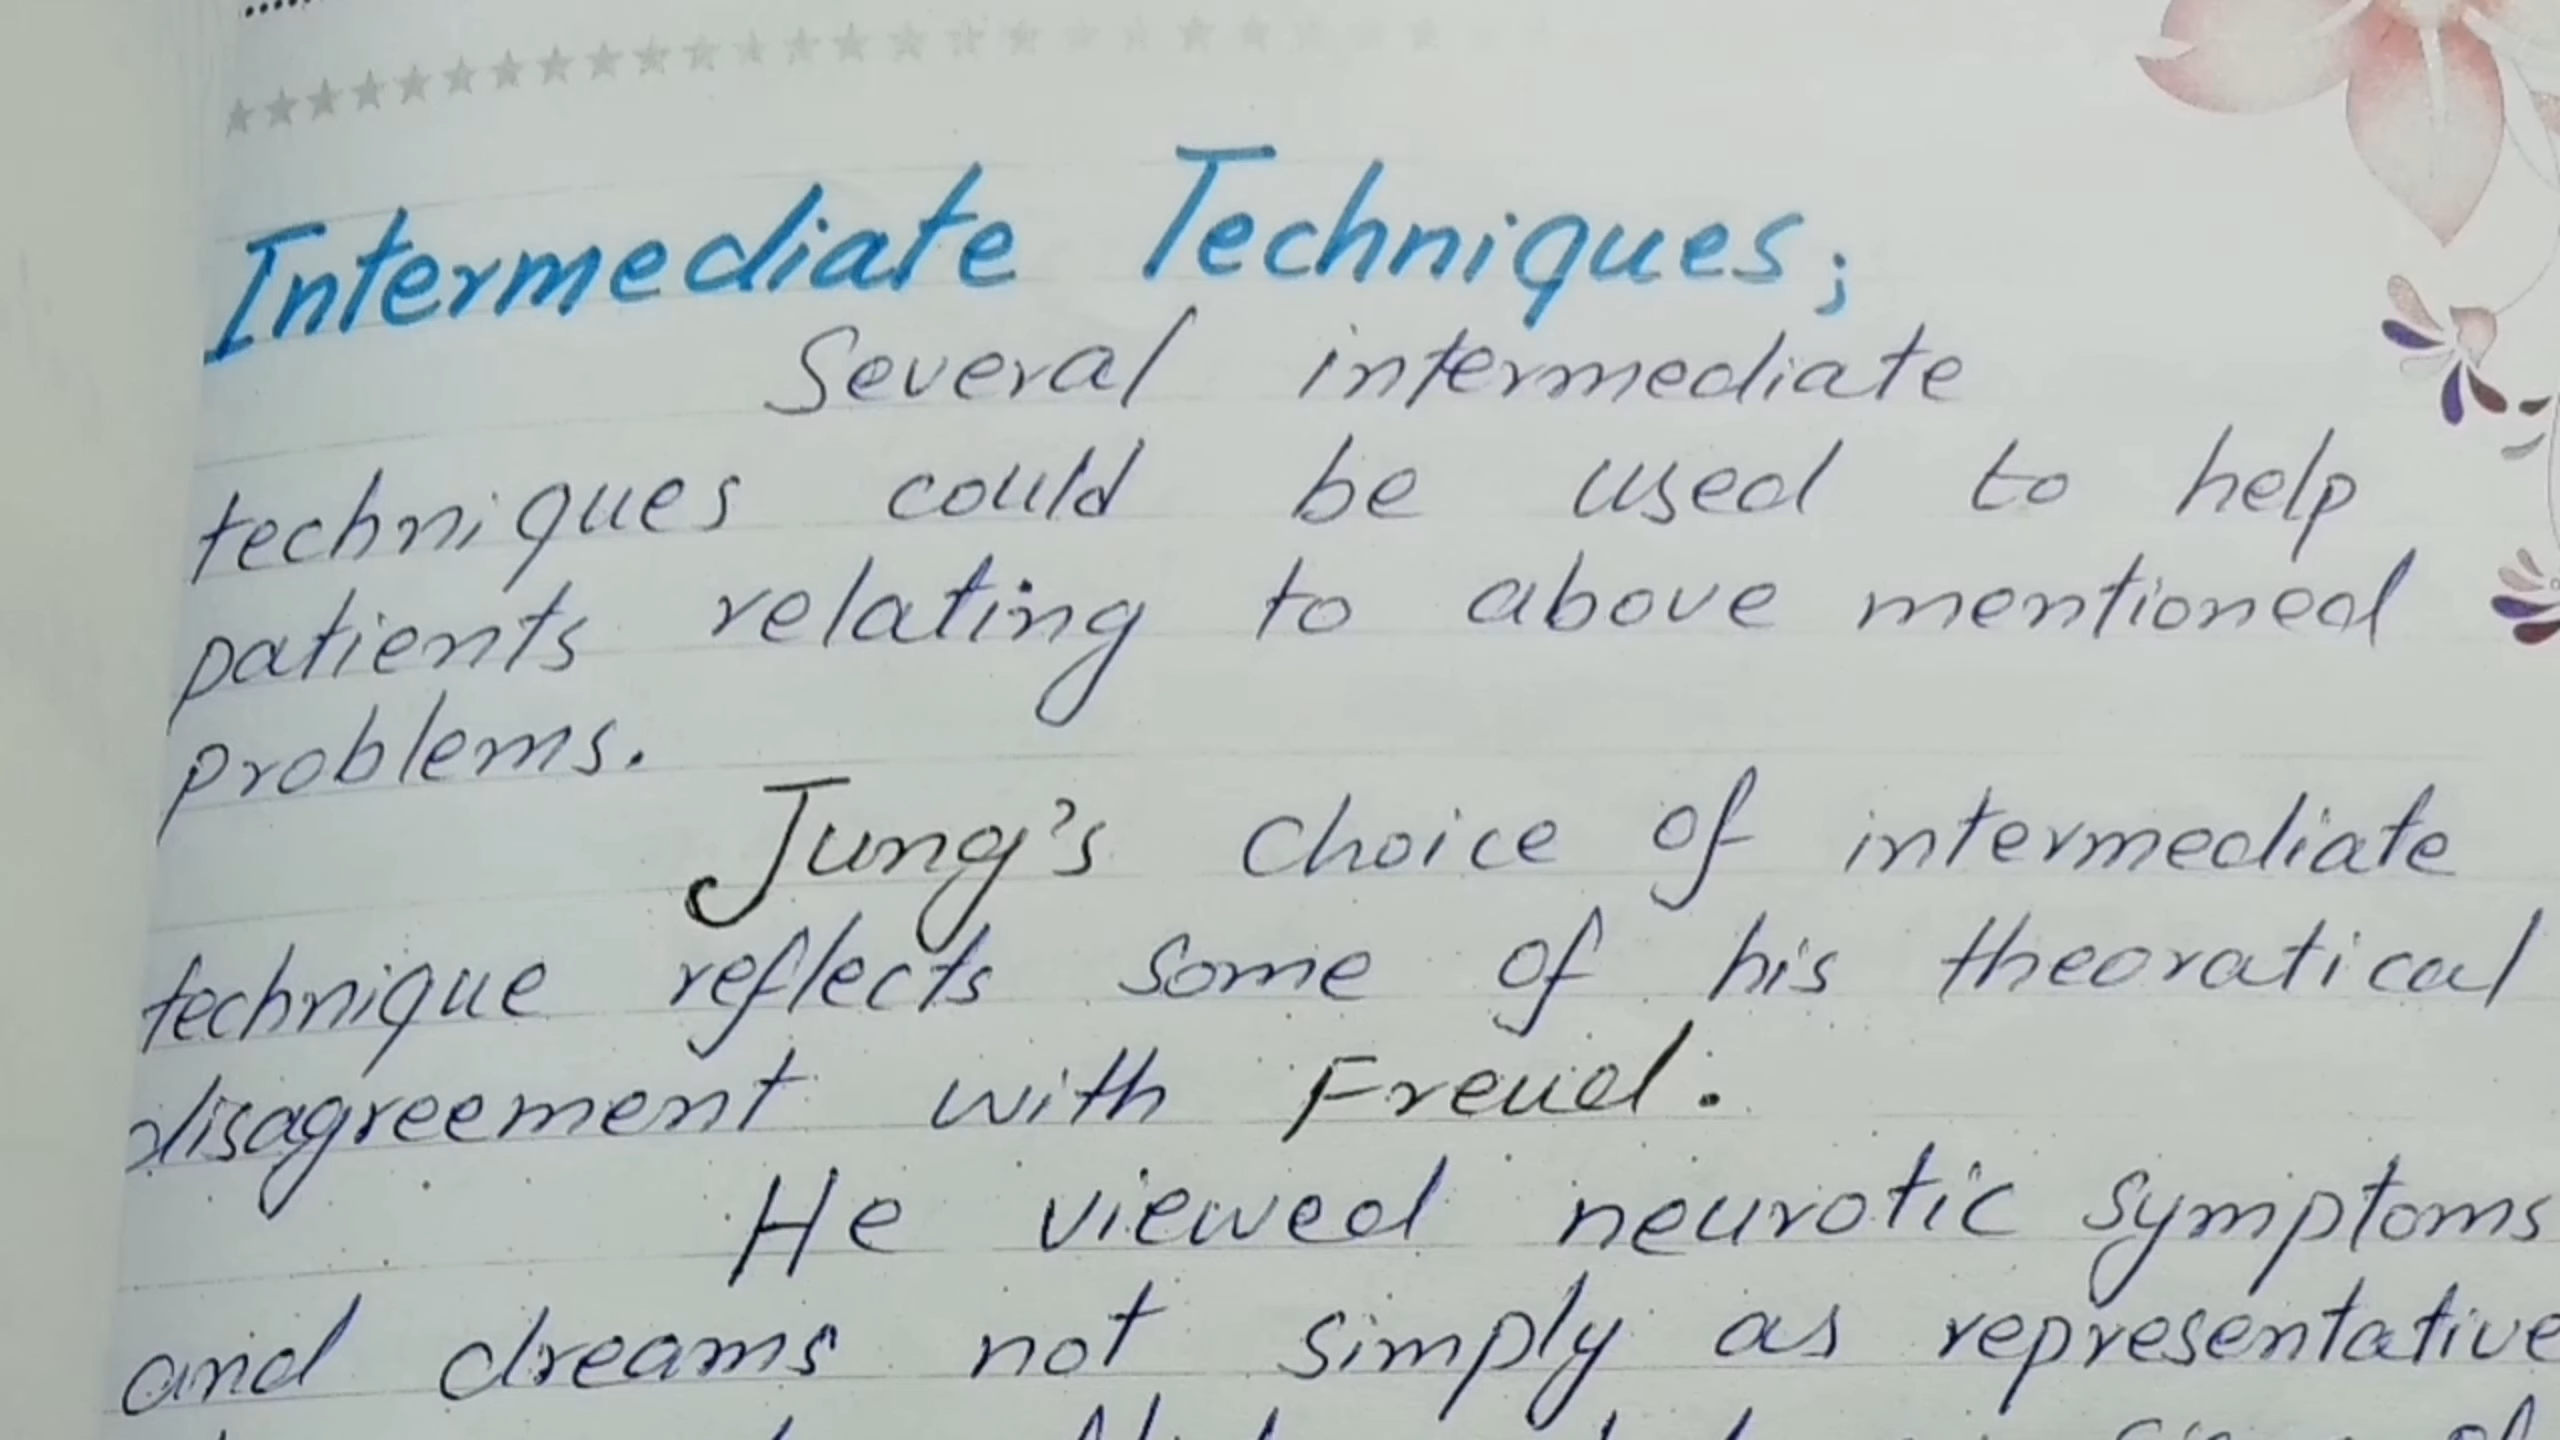 Intermediate Techniques;
Several intermediate
techniques could be used to help
patients relating to above mentioned
problems.
Jung's choice of intermediate
technique reflects some of his theoratical
disagreement with Freud.
He viewed neurotic symptoms
and dreams not simply as representative